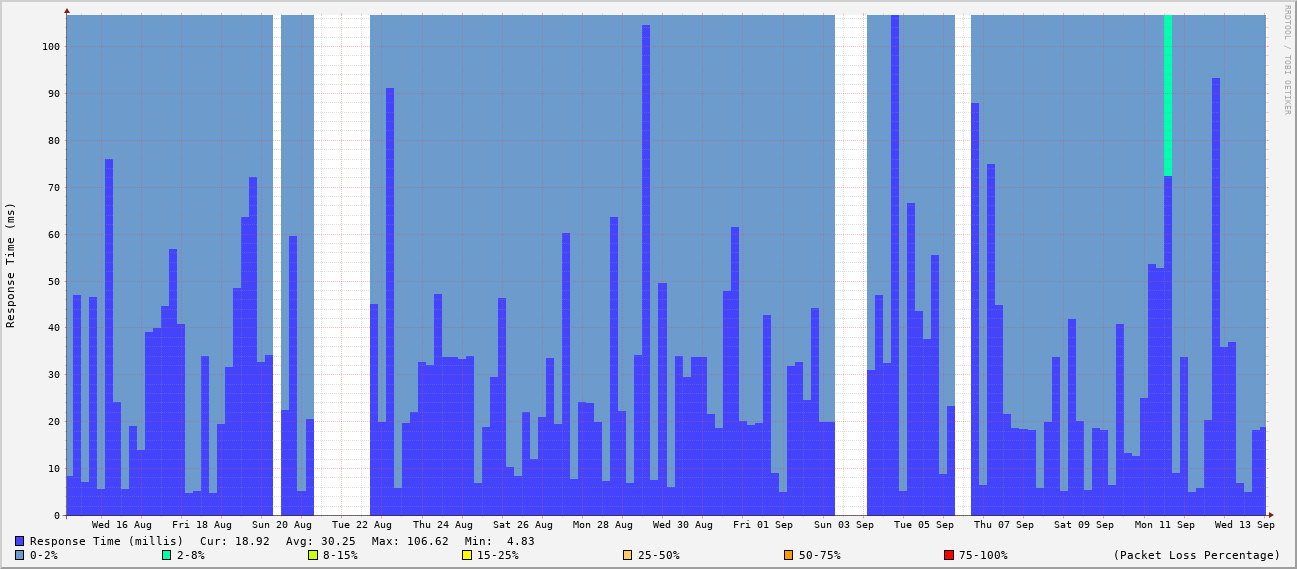 RRDTOOL / TOBI OETIKER
Response Time (ms)
100
90
80
70
60
50
40
30
20
10
0
Wed 16 Aug Fri 18 Aug Sun 20 Aug Tue 22 Aug Thu 24 Aug Sat 26 Aug Mon 28 Aug Wed 30 Aug Fri 01 Sep Sun 03 Sep Tue 05 Sep Thu 07 Sep Sat 09 Sep Mon 11 Sep Wed 13 Sep
Response Time (millis) Cur: 18.92 Avg: 30.25 Max: 106.62 Min: 4.83
0-2% 2-8% 8-15% 15-25% 25-50% 50-75% 75-100% (Packet Loss Percentage)